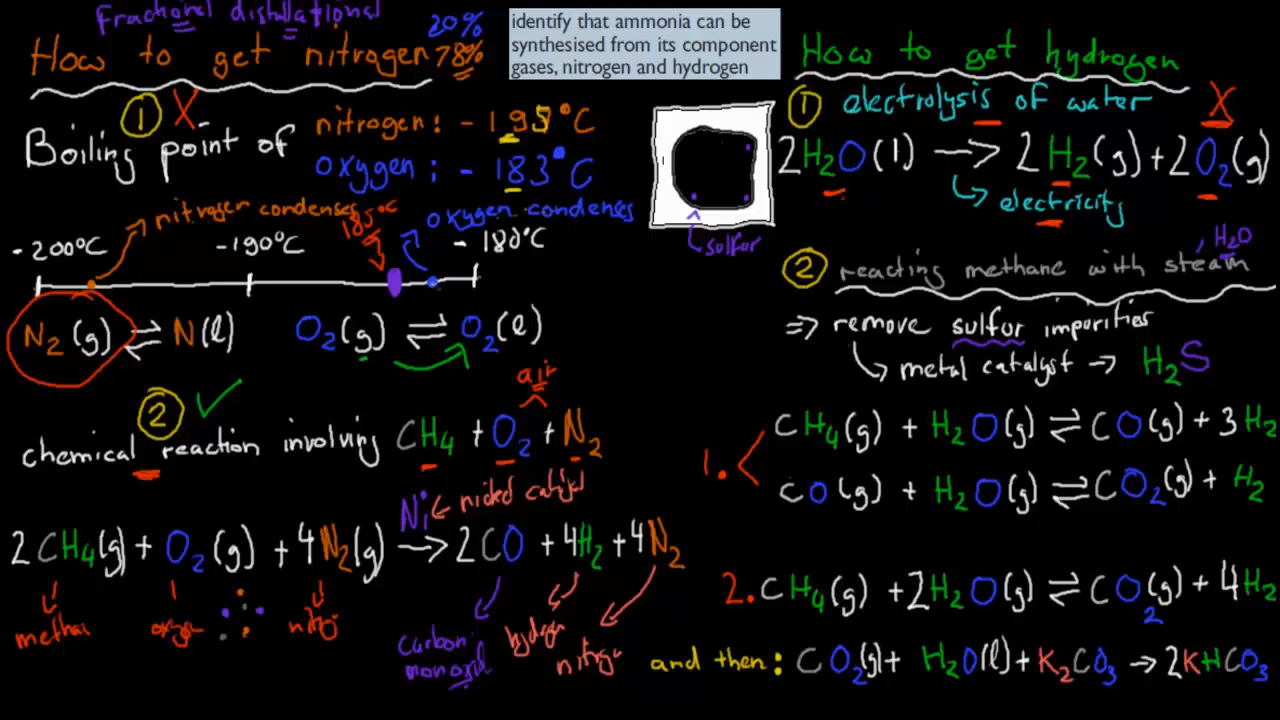 Fractional distillational
How to get nitrogen
20%
78%
identify that ammonia can be
synthesised from its component
gases, nitrogen and hydrogen
① X
Boiling point of
nitrogen: - 195°C
oxygen: - 183°C
nitrogen condenses
185°C
oxygen condenses
-200°C
-190°C
-180°C
N₂(g) ⇌ N(l)
O₂(g) ⇌ O₂(l)
② ✓
air
chemical reaction involving CH₄ + O₂ + N₂
Ni ← nickel catalyst
2CH₄(g) + O₂(g) + 4N₂(g) → 2CO + 4H₂ + 4N₂
methan
oxygen
nitro
carbon
monoxid
hydrogen
nitrogen
sulfur
How to get hydrogen
① electrolysis of water X
2H₂O(l) → 2H₂(g) + 2O₂(g)
↳ electricity
, H₂O
② reacting methane with steam
⇒ remove sulfur impurities
↳ metal catalyst → H₂S
1. < CH₄(g) + H₂O(g) ⇌ CO(g) + 3H₂
CO(g) + H₂O(g) ⇌ CO₂(g) + H₂
2. CH₄(g) + 2H₂O(g) ⇌ CO₂(g) + 4H₂
and then: CO₂(g) + H₂O(l) + K₂CO₃ → 2KHCO₃